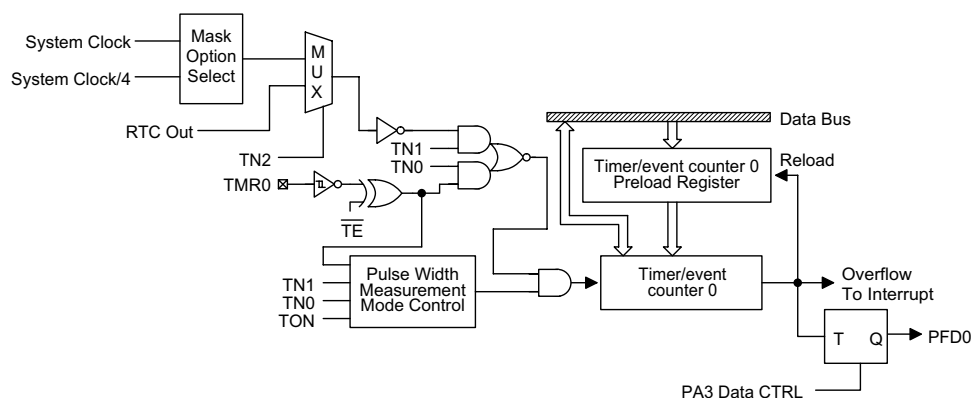 System Clock
System Clock/4
Mask
Option
Select
M
U
X
RTC Out
TN2
TN1
TN0
TMR0
TE
Data Bus
Timer/event counter 0
Preload Register
Reload
TN1
TN0
TON
Pulse Width
Measurement
Mode Control
Timer/event
counter 0
Overflow
To Interrupt
T Q
PFD0
PA3 Data CTRL